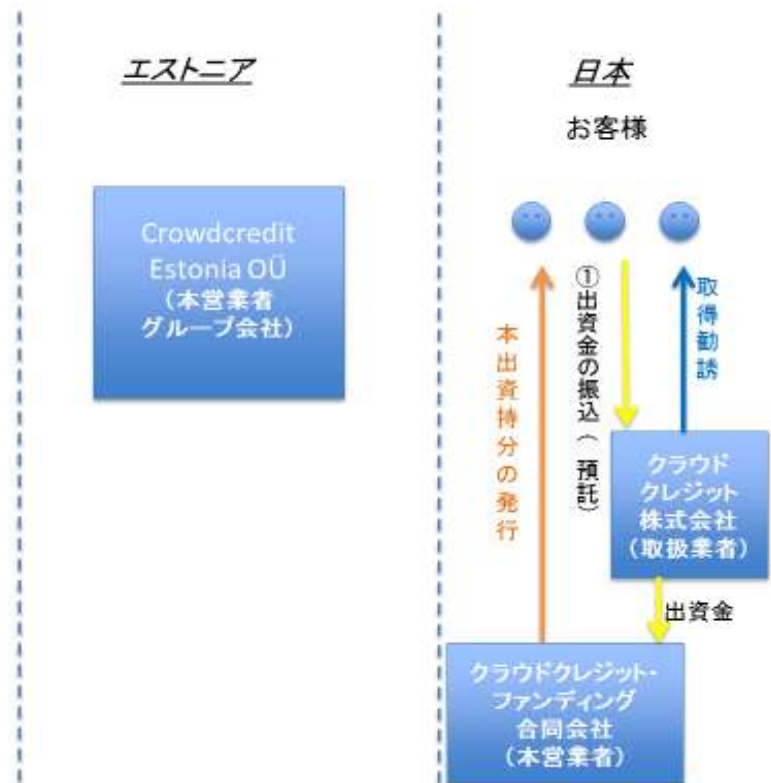 エストニア
日本
お客様
Crowdcredit
Estonia OÜ
(本営業者
グループ会社)
本出資持分の発行
①出資金の振込(預託)
取得勧誘
クラウド
クレジット
株式会社
(取扱業者)
出資金
クラウドクレジット・
ファンディング
合同会社
(本営業者)